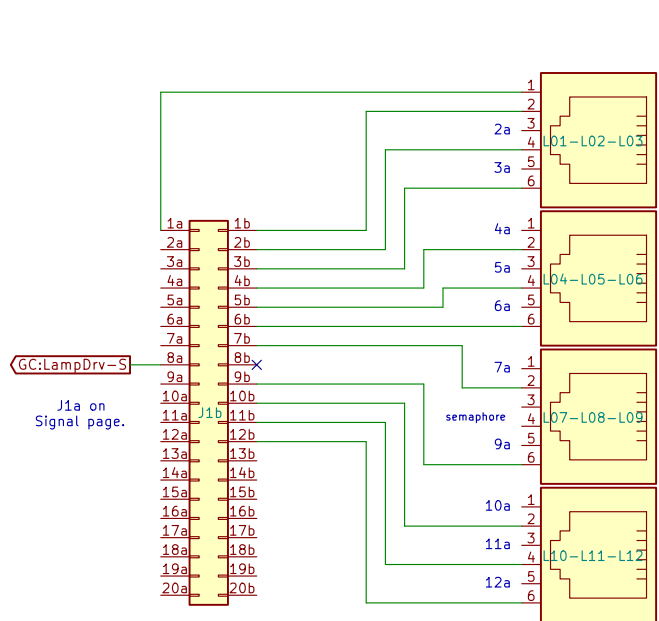 1
2
2a 3
4
L01-L02-L03
3a 5
6
1a 1b
2a 2b
3a 3b
4a 4b
5a 5b
6a 6b
7a 7b
8a 8b
9a 9b
10a 10b
11a 11b
12a 12b
13a 13b
14a 14b
15a 15b
16a 16b
17a 17b
18a 18b
19a 19b
20a 20b
J1b
GC:LampDrv-S
J1a on
Signal page.
4a 1
2
5a 3
L04-L05-L06
4
6a 5
6
7a 1
2
3
semaphore
L07-L08-L09
4
9a 5
6
10a 1
2
11a 3
L10-L11-L12
4
12a 5
6